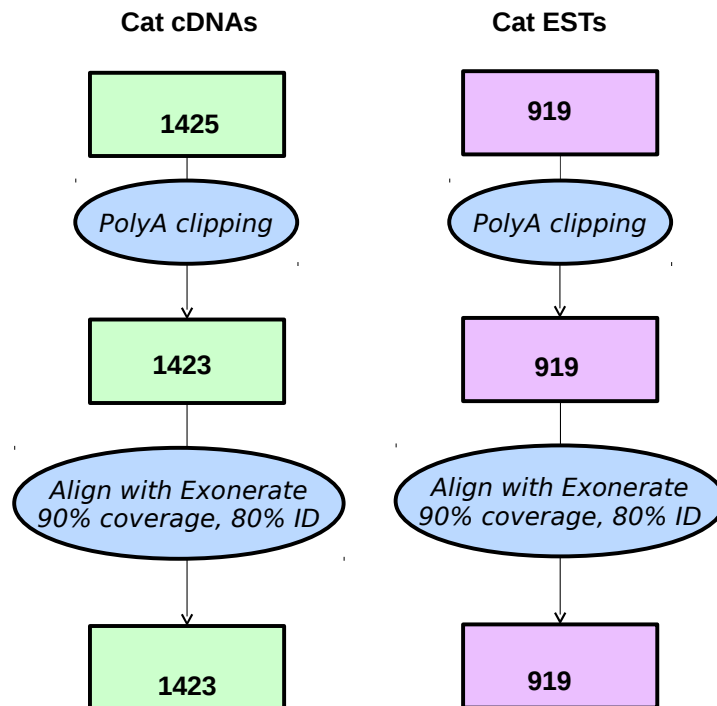 Cat cDNAs
Cat ESTs
1425
919
PolyA clipping
PolyA clipping
1423
919
Align with Exonerate
90% coverage, 80% ID
Align with Exonerate
90% coverage, 80% ID
1423
919